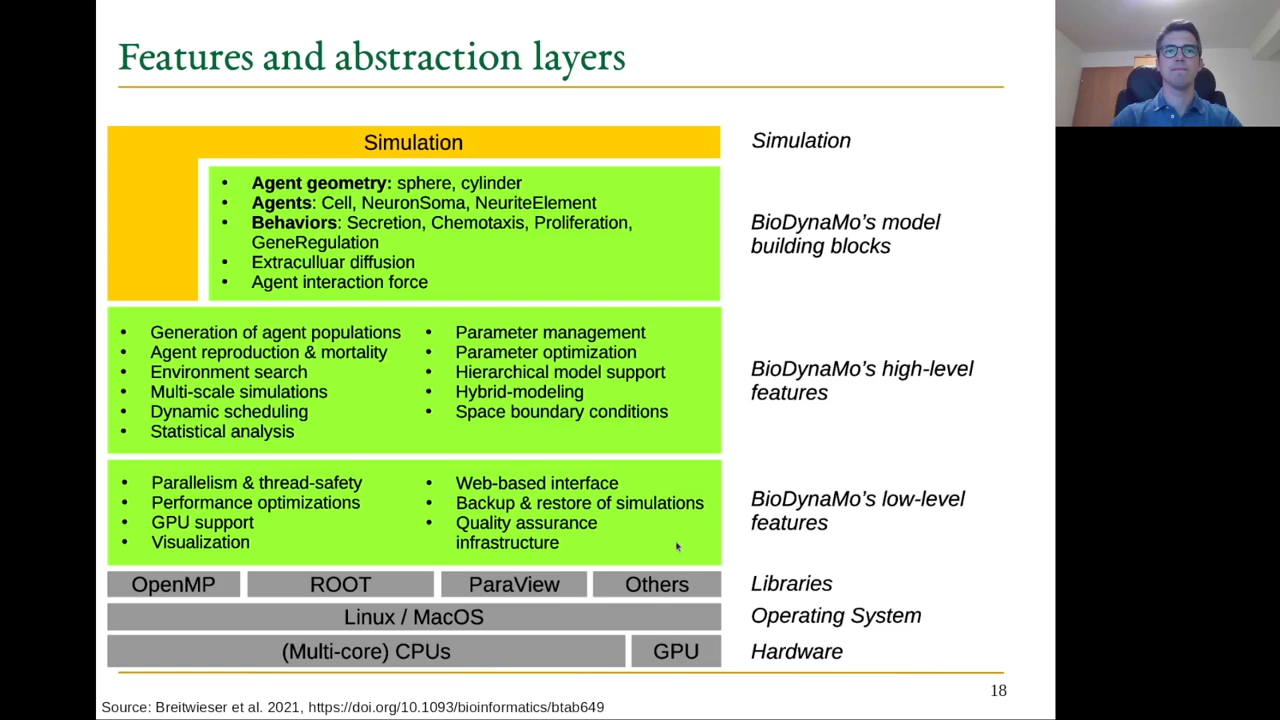 Features and abstraction layers
Simulation
Simulation
• Agent geometry: sphere, cylinder
• Agents: Cell, NeuronSoma, NeuriteElement
• Behaviors: Secretion, Chemotaxis, Proliferation,
GeneRegulation
• Extraculluar diffusion
• Agent interaction force
BioDynaMo’s model
building blocks
• Generation of agent populations
• Agent reproduction & mortality
• Environment search
• Multi-scale simulations
• Dynamic scheduling
• Statistical analysis
• Parameter management
• Parameter optimization
• Hierarchical model support
• Hybrid-modeling
• Space boundary conditions
BioDynaMo’s high-level
features
• Parallelism & thread-safety
• Performance optimizations
• GPU support
• Visualization
• Web-based interface
• Backup & restore of simulations
• Quality assurance
infrastructure
BioDynaMo’s low-level
features
OpenMP
ROOT
ParaView
Others
Libraries
Linux / MacOS
Operating System
(Multi-core) CPUs
GPU
Hardware
18
Source: Breitwieser et al. 2021, https://doi.org/10.1093/bioinformatics/btab649